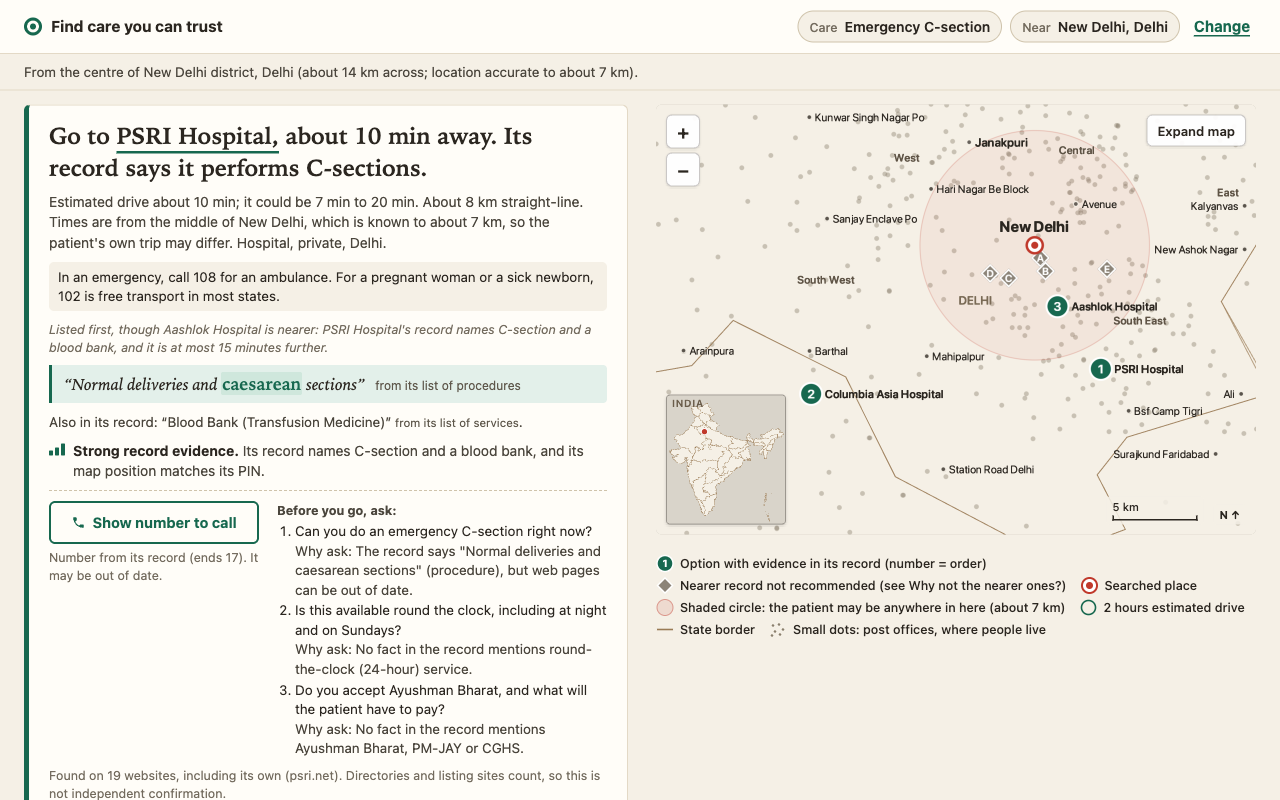 Find care you can trust
Care Emergency C-section
Near New Delhi, Delhi
Change
From the centre of New Delhi district, Delhi (about 14 km across; location accurate to about 7 km).
Go to PSRI Hospital, about 10 min away. Its
record says it performs C-sections.
Estimated drive about 10 min; it could be 7 min to 20 min. About 8 km straight-line.
Times are from the middle of New Delhi, which is known to about 7 km, so the
patient's own trip may differ. Hospital, private, Delhi.
In an emergency, call 108 for an ambulance. For a pregnant woman or a sick newborn,
102 is free transport in most states.
Listed first, though Aashlok Hospital is nearer: PSRI Hospital's record names C-section and a
blood bank, and it is at most 15 minutes further.
“Normal deliveries and caesarean sections” from its list of procedures
Also in its record: “Blood Bank (Transfusion Medicine)” from its list of services.
Strong record evidence. Its record names C-section and a blood bank, and its
map position matches its PIN.
Show number to call
Number from its record (ends 17). It
may be out of date.
Before you go, ask:
1. Can you do an emergency C-section right now?
Why ask: The record says "Normal deliveries and
caesarean sections" (procedure), but web pages
can be out of date.
2. Is this available round the clock, including at night
and on Sundays?
Why ask: No fact in the record mentions round-
the-clock (24-hour) service.
3. Do you accept Ayushman Bharat, and what will
the patient have to pay?
Why ask: No fact in the record mentions
Ayushman Bharat, PM-JAY or CGHS.
Found on 19 websites, including its own (psri.net). Directories and listing sites count, so this is
not independent confirmation.
+
−
Expand map
Kunwar Singh Nagar Po
Janakpuri
Central
West
Hari Nagar Be Block
East
Avenue
Kalyanvas
Sanjay Enclave Po
New Delhi
New Ashok Nagar
A
B
C
D
E
South West
DELHI
3 Aashlok Hospital
South East
Arainpura
Barthal
Mahipalpur
1 PSRI Hospital
2 Columbia Asia Hospital
Ali
INDIA
Bsf Camp Tigri
Surajkund Faridabad
Station Road Delhi
5 km
N ↑
1 Option with evidence in its record (number = order)
Nearer record not recommended (see Why not the nearer ones?)
Searched place
Shaded circle: the patient may be anywhere in here (about 7 km)
2 hours estimated drive
State border
Small dots: post offices, where people live